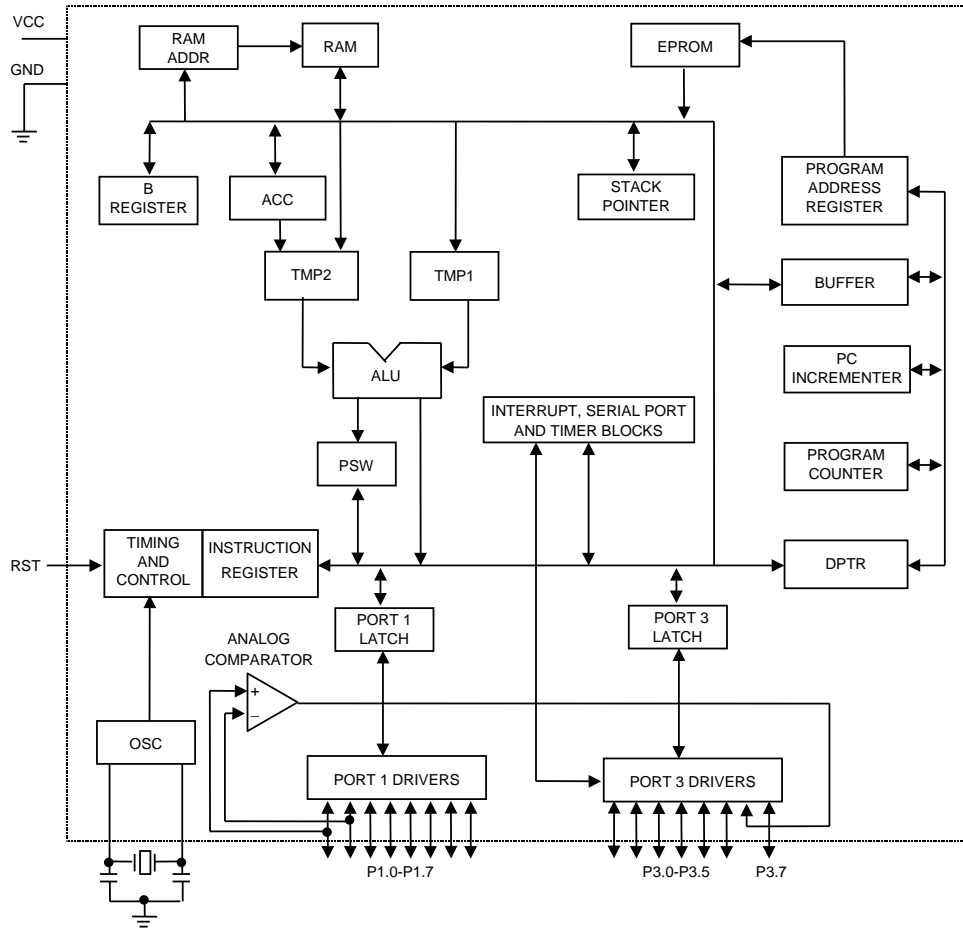 VCC
GND
RAM
ADDR
RAM
EPROM
B
REGISTER
ACC
STACK
POINTER
PROGRAM
ADDRESS
REGISTER
TMP2
TMP1
BUFFER
ALU
PC
INCREMENTER
INTERRUPT, SERIAL PORT
AND TIMER BLOCKS
PSW
PROGRAM
COUNTER
RST
TIMING
AND
CONTROL
INSTRUCTION
REGISTER
DPTR
PORT 1
LATCH
PORT 3
LATCH
ANALOG
COMPARATOR
+
−
OSC
PORT 1 DRIVERS
PORT 3 DRIVERS
P1.0-P1.7
P3.0-P3.5
P3.7